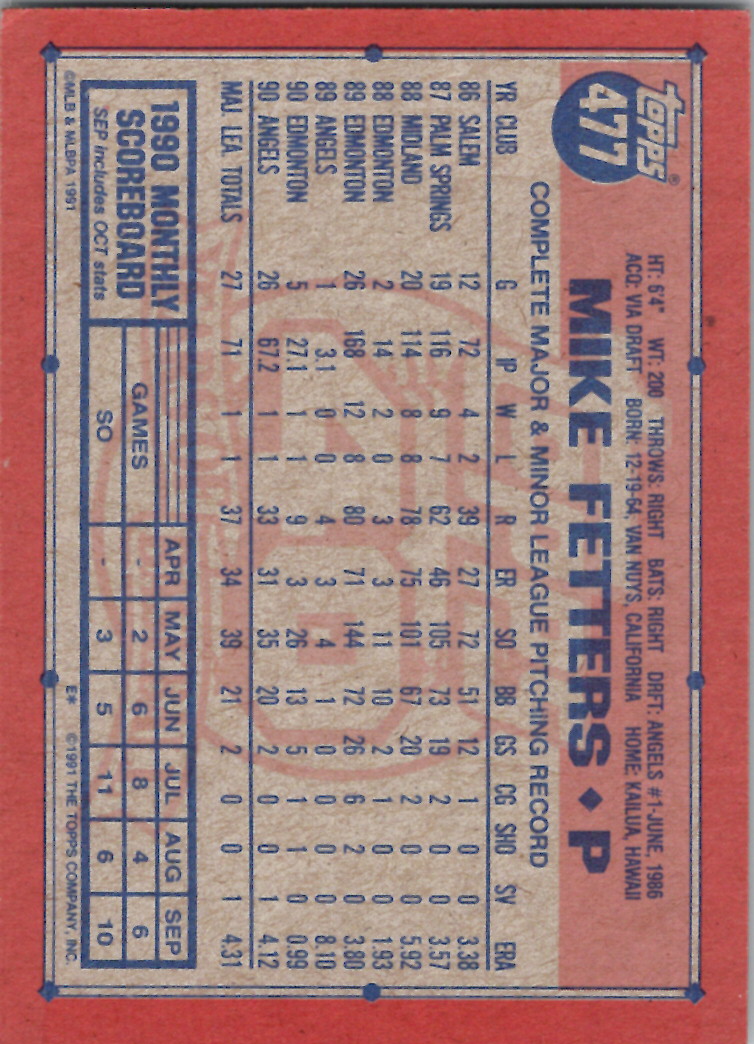 TOPPS®
477
HT: 6'4" WT: 200 THROWS: RIGHT BATS: RIGHT DRFT: ANGELS #1-JUNE, 1986
ACQ: VIA DRAFT BORN: 12-19-64, VAN NUYS, CALIFORNIA HOME: KAILUA, HAWAII
MIKE FETTERS ♦ P
COMPLETE MAJOR & MINOR LEAGUE PITCHING RECORD
YR CLUB G IP W L R ER SO BB GS CG SHO SV ERA
86 SALEM 12 72 4 2 39 27 72 51 12 1 0 0 3.38
87 PALM SPRINGS 19 116 9 7 62 46 105 73 19 2 0 0 3.57
88 MIDLAND 20 114 8 8 78 75 101 67 20 2 0 0 5.92
88 EDMONTON 2 14 2 0 3 3 11 10 2 1 0 0 1.93
89 EDMONTON 26 168 12 8 80 71 144 72 26 6 2 0 3.80
89 ANGELS 1 3.1 0 0 4 3 4 1 0 0 0 0 8.10
90 EDMONTON 5 27.1 1 1 9 3 26 13 5 1 1 0 0.99
90 ANGELS 26 67.2 1 1 33 31 35 20 2 0 0 1 4.12
MAJ. LEA. TOTALS 27 71 1 1 37 34 39 21 2 0 0 1 4.31
1990 MONTHLY
SCOREBOARD
SEP includes OCT stats
APR MAY JUN JUL AUG SEP
GAMES - 2 6 8 4 6
SO - 3 5 11 6 10
©MLB & NLBPA 1991 E* ©1991 THE TOPPS COMPANY, INC.